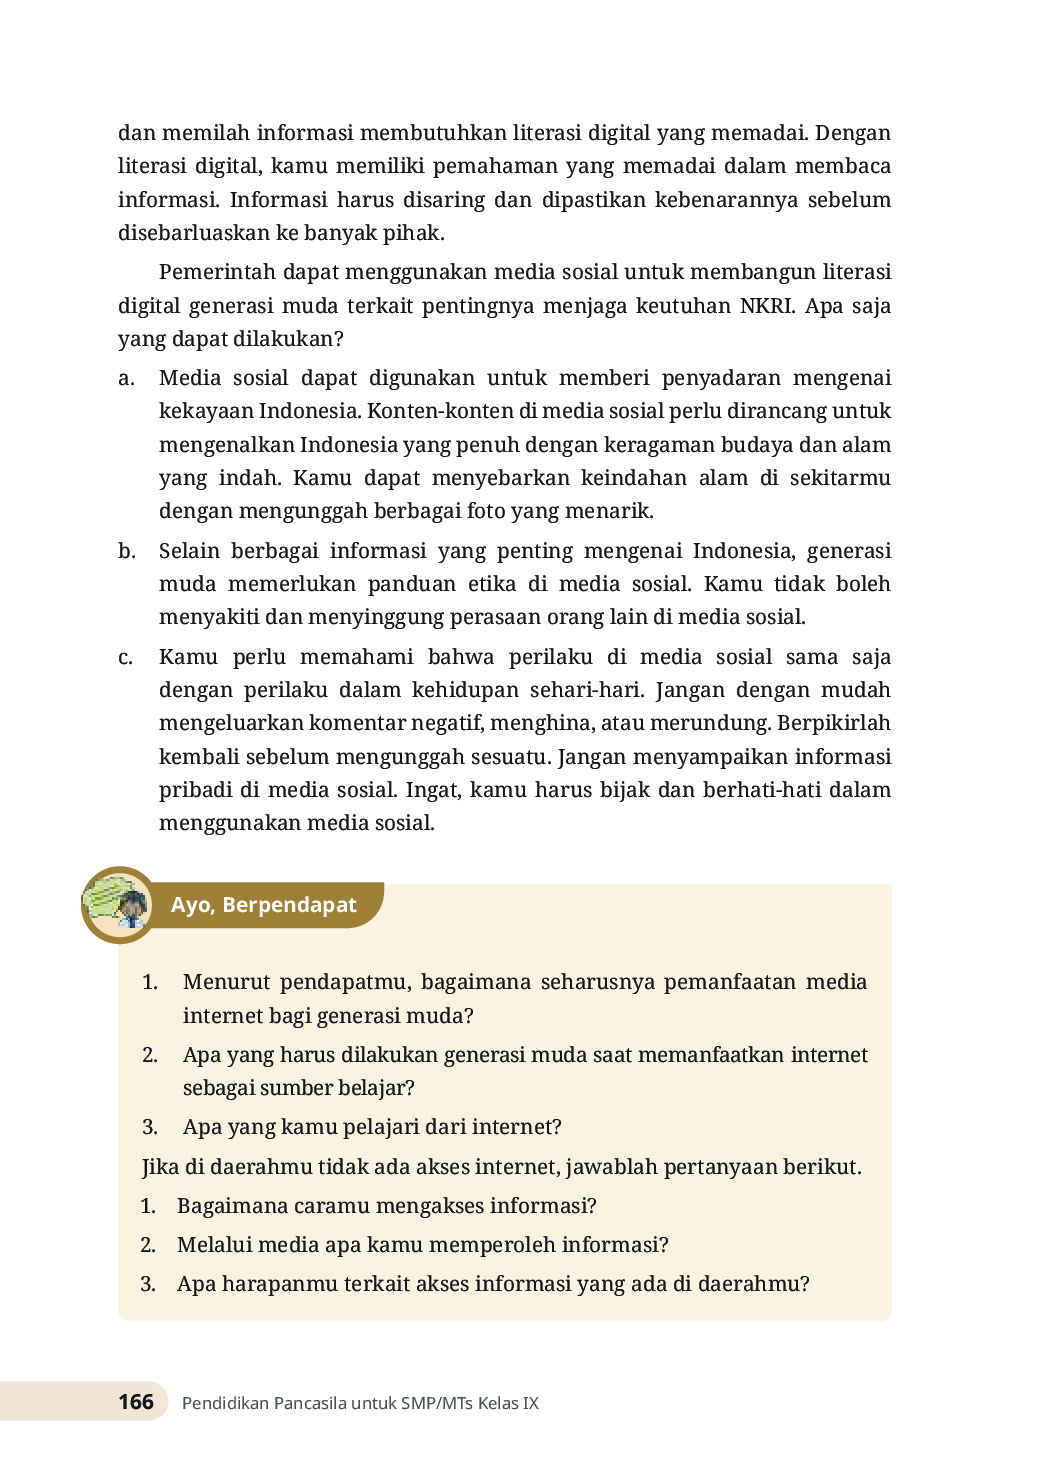 dan memilah informasi membutuhkan literasi digital yang memadai. Dengan
literasi digital, kamu memiliki pemahaman yang memadai dalam membaca
informasi. Informasi harus disaring dan dipastikan kebenarannya sebelum
disebarluaskan ke banyak pihak.
Pemerintah dapat menggunakan media sosial untuk membangun literasi
digital generasi muda terkait pentingnya menjaga keutuhan NKRI. Apa saja
yang dapat dilakukan?
a. Media sosial dapat digunakan untuk memberi penyadaran mengenai
kekayaan Indonesia. Konten-konten di media sosial perlu dirancang untuk
mengenalkan Indonesia yang penuh dengan keragaman budaya dan alam
yang indah. Kamu dapat menyebarkan keindahan alam di sekitarmu
dengan mengunggah berbagai foto yang menarik.
b. Selain berbagai informasi yang penting mengenai Indonesia, generasi
muda memerlukan panduan etika di media sosial. Kamu tidak boleh
menyakiti dan menyinggung perasaan orang lain di media sosial.
c. Kamu perlu memahami bahwa perilaku di media sosial sama saja
dengan perilaku dalam kehidupan sehari-hari. Jangan dengan mudah
mengeluarkan komentar negatif, menghina, atau merundung. Berpikirlah
kembali sebelum mengunggah sesuatu. Jangan menyampaikan informasi
pribadi di media sosial. Ingat, kamu harus bijak dan berhati-hati dalam
menggunakan media sosial.
Ayo, Berpendapat
1. Menurut pendapatmu, bagaimana seharusnya pemanfaatan media
internet bagi generasi muda?
2. Apa yang harus dilakukan generasi muda saat memanfaatkan internet
sebagai sumber belajar?
3. Apa yang kamu pelajari dari internet?
Jika di daerahmu tidak ada akses internet, jawablah pertanyaan berikut.
1. Bagaimana caramu mengakses informasi?
2. Melalui media apa kamu memperoleh informasi?
3. Apa harapanmu terkait akses informasi yang ada di daerahmu?
166 Pendidikan Pancasila untuk SMP/MTs Kelas IX